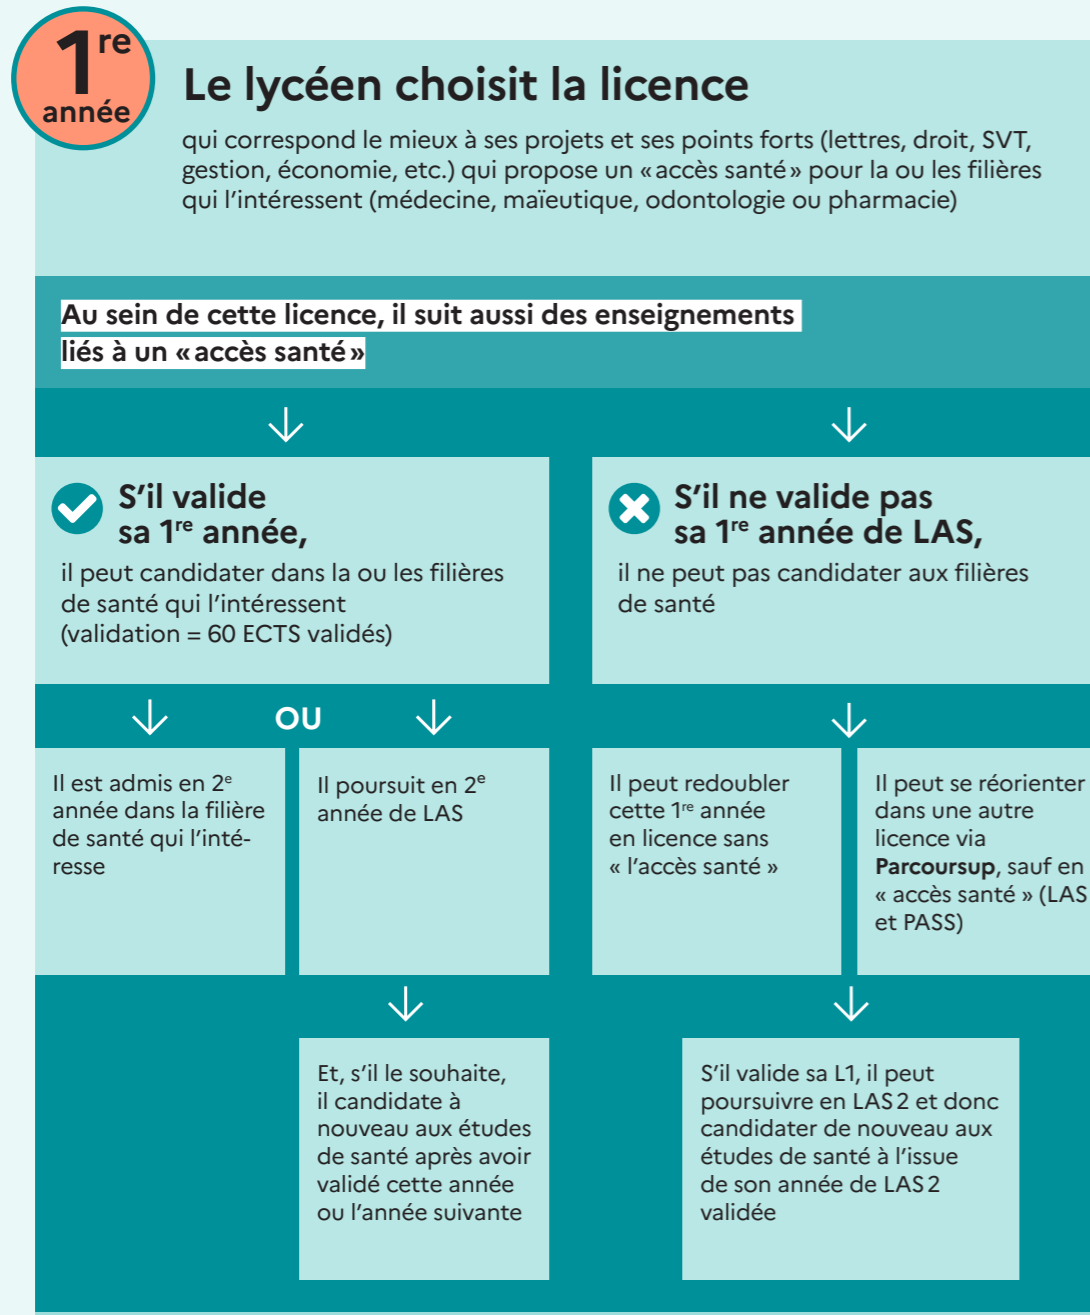 1re
année
Le lycéen choisit la licence
qui correspond le mieux à ses projets et ses points forts (lettres, droit, SVT,
gestion, économie, etc.) qui propose un «accès santé» pour la ou les filières
qui l'intéressent (médecine, maïeutique, odontologie ou pharmacie)
Au sein de cette licence, il suit aussi des enseignements
liés à un «accès santé»
S'il valide
sa 1re année,
il peut candidater dans la ou les filières
de santé qui l'intéressent
(validation = 60 ECTS validés)
S'il ne valide pas
sa 1re année de LAS,
il ne peut pas candidater aux filières
de santé
OU
Il est admis en 2e
année dans la filière
de santé qui l'inté-
resse
Il poursuit en 2e
année de LAS
Il peut redoubler
cette 1re année
en licence sans
« l'accès santé »
Il peut se réorienter
dans une autre
licence via
Parcoursup, sauf en
« accès santé » (LAS
et PASS)
Et, s'il le souhaite,
il candidate à
nouveau aux études
de santé après avoir
validé cette année
ou l'année suivante
S'il valide sa L1, il peut
poursuivre en LAS 2 et donc
candidater de nouveau aux
études de santé à l'issue
de son année de LAS 2
validée